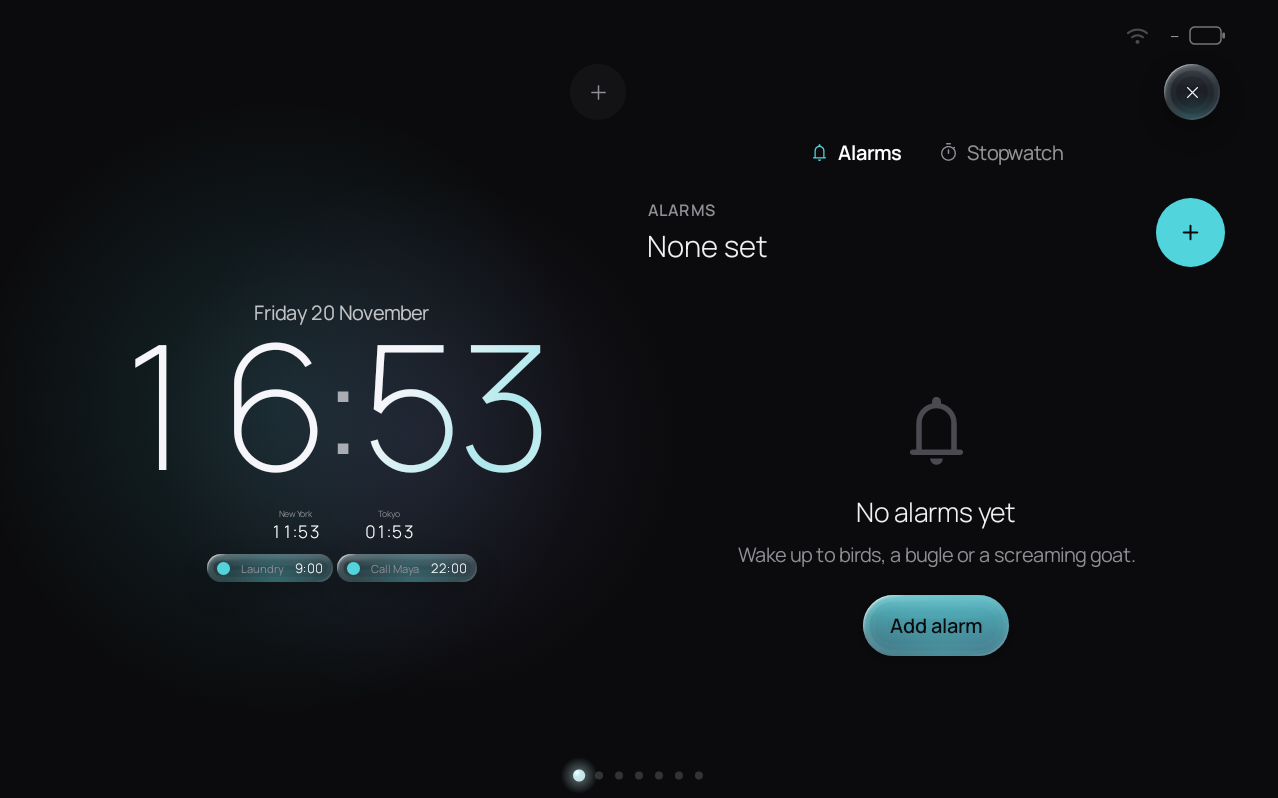 Alarms Stopwatch
ALARMS
None set
Friday 20 November
16:53
New York Tokyo
11:53 01:53
Laundry 9:00 Call Maya 22:00
No alarms yet
Wake up to birds, a bugle or a screaming goat.
Add alarm